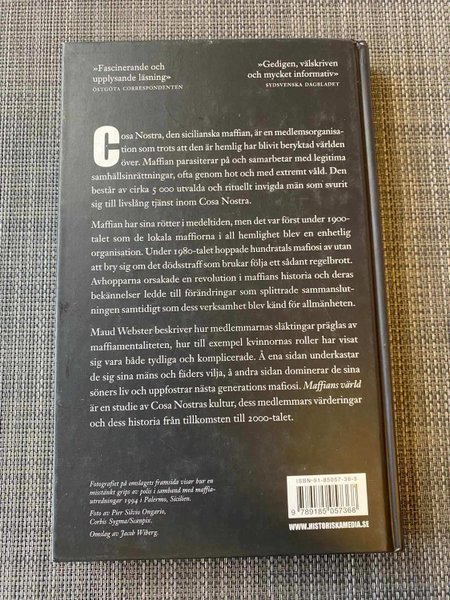 »Fascinerande och
upplysande läsning»
ÖSTGÖTA CORRESPONDENTEN
»Gedigen, välskriven
och mycket informativ»
SYDSVENSKA DAGBLADET
Cosa Nostra, den sicilianska maffian, är en medlemsorganisa-
tion som trots att den är hemlig har blivit beryktad världen
över. Maffian parasiterar på och samarbetar med legitima
samhällsinrättningar, ofta genom hot och med extremt våld. Den
består av cirka 5 000 utvalda och rituellt invigda män som svurit
sig till livslång tjänst inom Cosa Nostra.
Maffian har sina rötter i medeltiden, men det var först under 1900-
talet som de lokala maffiorna i all hemlighet blev en enhetlig
organisation. Under 1980-talet hoppade hundratals mafiosi av utan
att bry sig om det dödsstraff som brukar följa ett sådant regelbrott.
Avhopparna orsakade en revolution i maffians historia och deras
bekännelser ledde till förändringar som splittrade sammanslut-
ningen samtidigt som dess verksamhet blev känd för allmänheten.
Maud Webster beskriver hur medlemmarnas släktingar präglas av
maffiamentaliteten, hur till exempel kvinnornas roller har visat
sig vara både tydliga och komplicerade. Å ena sidan underkastar
de sig sina mäns och fäders vilja, å andra sidan dominerar de sina
söners liv och uppfostrar nästa generations mafiosi. Maffians värld
är en studie av Cosa Nostras kultur, dess medlemmars värderingar
och dess historia från tillkomsten till 2000-talet.
Fotografiet på omslagets framsida visar hur en
misstänkt grips av polis i samband med maffia-
utredningar 1994 i Palermo, Sicilien.
Foto av Pier Silvio Ongario,
Corbis Sygma/Scanpix.
Omslag av Jacob Wiberg.
ISBN-91-85057-36-3
9 789185 057368
WWW.HISTORISKAMEDIA.SE